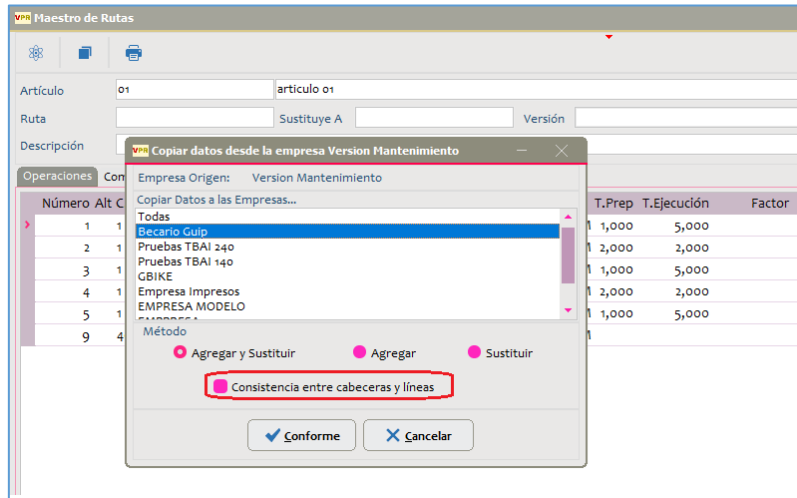 VPR Maestro de Rutas
Artículo 01 articulo 01
Ruta Sustituye A Versión
Descripción
VPR Copiar datos desde la empresa Version Mantenimiento
Operaciones Com
Empresa Origen: Version Mantenimiento
Copiar Datos a las Empresas...
Todas
Becario Guip
Pruebas TBAI 240
Pruebas TBAI 140
GBIKE
Empresa Impresos
EMPRESA MODELO
Número Alt C T.Prep T.Ejecución Factor
1 1 1,000 5,000
2 1 2,000 2,000
3 1 1,000 5,000
4 1 2,000 2,000
5 1 1,000 5,000
9 4
Método
Agregar y Sustituir Agregar Sustituir
Consistencia entre cabeceras y líneas
Conforme Cancelar